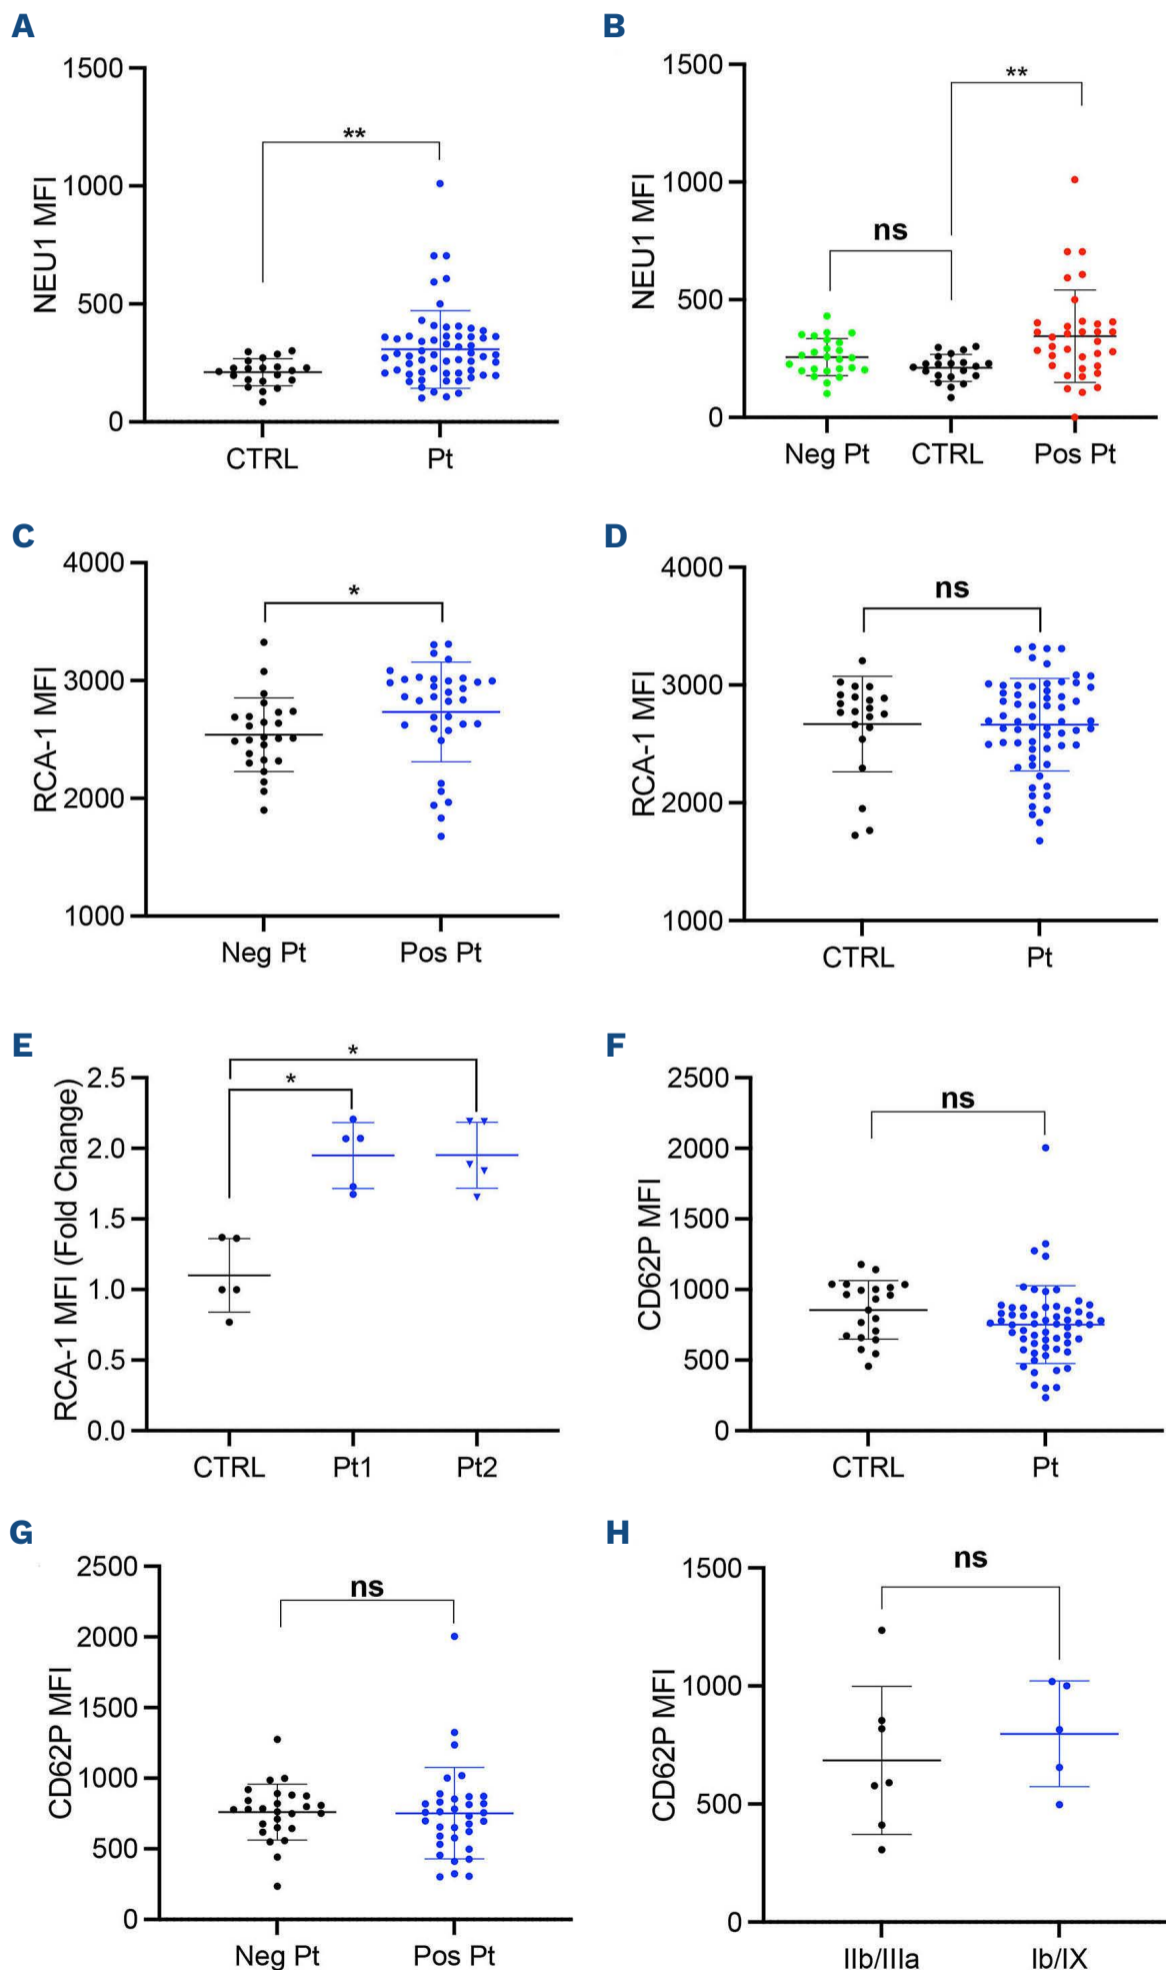 A
1500
1000
500
0
NEU1 MFI
**
CTRL
Pt
B
1500
1000
500
0
NEU1 MFI
ns
**
Neg Pt
CTRL
Pos Pt
C
4000
3000
2000
1000
RCA-1 MFI
*
Neg Pt
Pos Pt
D
4000
3000
2000
1000
RCA-1 MFI
ns
CTRL
Pt
E
2.5
2.0
1.5
1.0
0.5
0.0
RCA-1 MFI (Fold Change)
*
*
CTRL
Pt1
Pt2
F
2500
2000
1500
1000
500
0
CD62P MFI
ns
CTRL
Pt
G
2500
2000
1500
1000
500
0
CD62P MFI
ns
Neg Pt
Pos Pt
H
1500
1000
500
0
CD62P MFI
ns
IIb/IIIa
Ib/IX